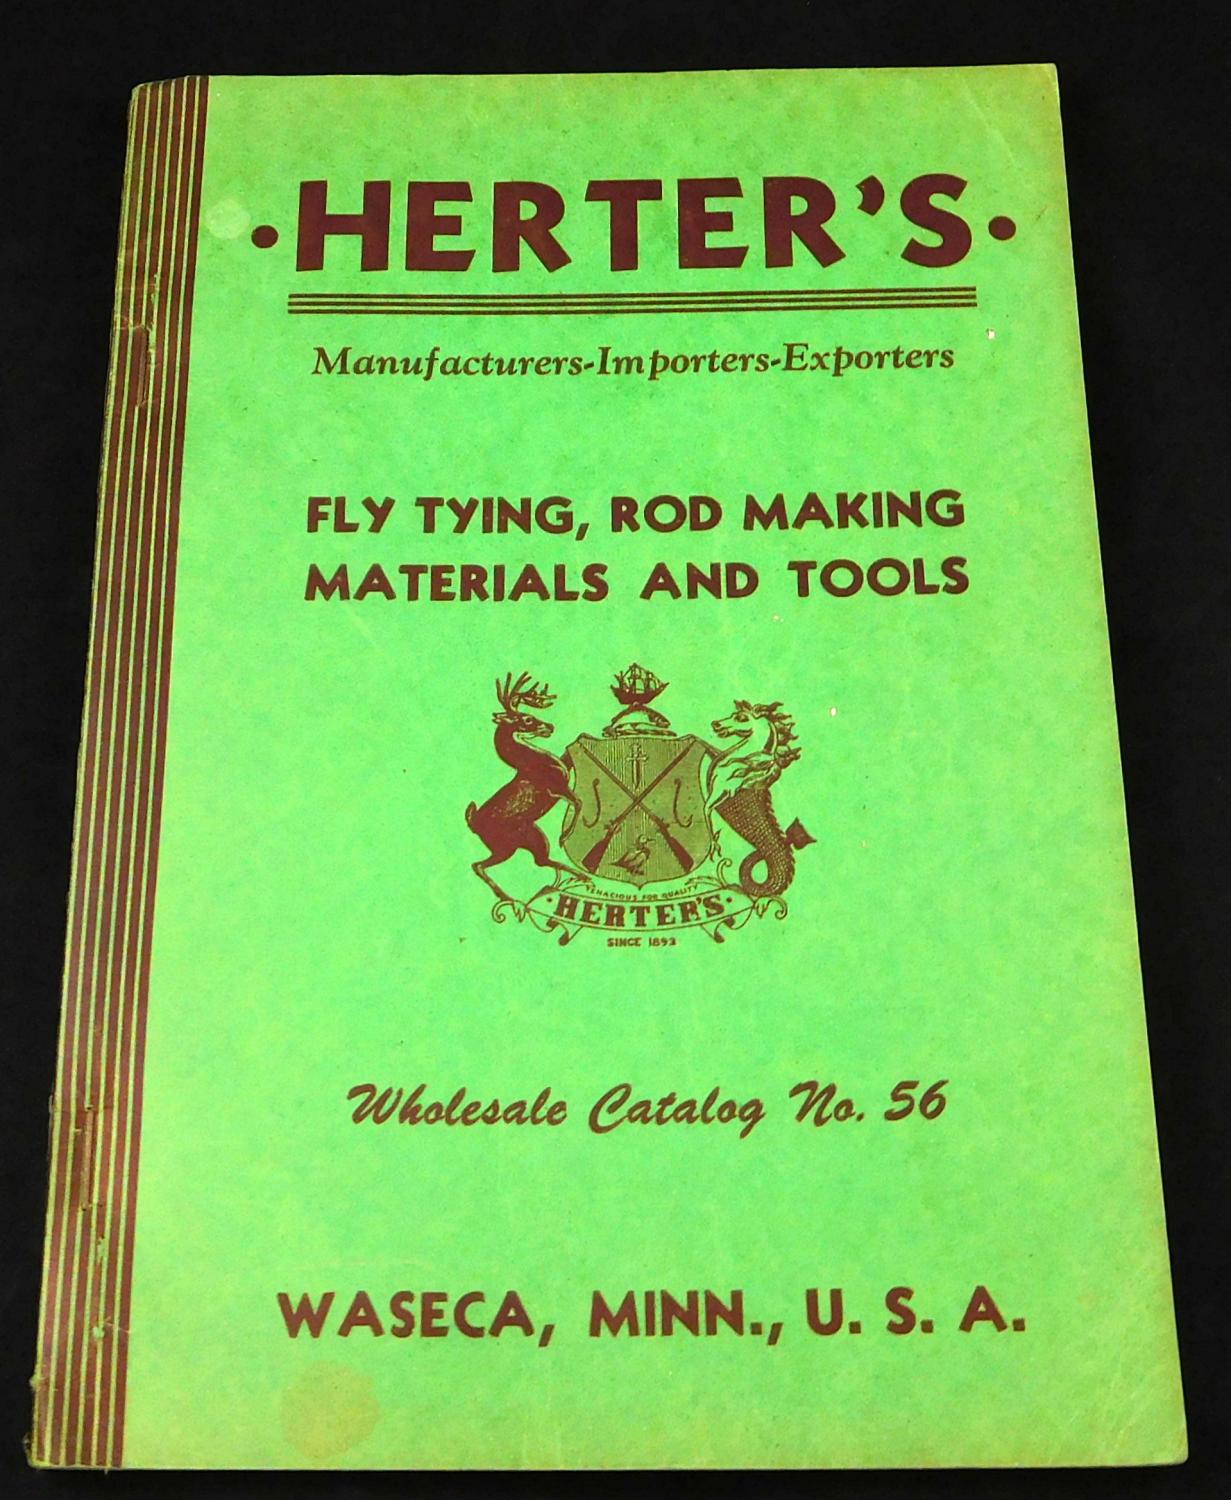 ·HERTER'S·
Manufacturers-Importers-Exporters
FLY TYING, ROD MAKING
MATERIALS AND TOOLS
TENACIOUS FOR QUALITY
·HERTER'S·
SINCE 1893
Wholesale Catalog No. 56
WASECA, MINN., U. S. A.